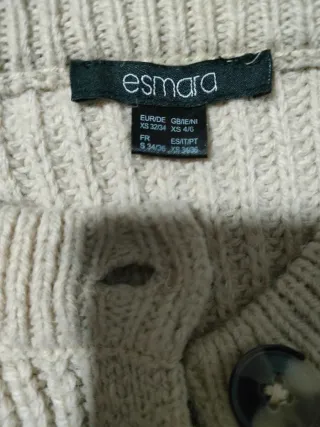 esmara
EUR/DE GB/IE/NI
XS 32/34 XS 4/6
FR ES/IT/PT
S 34/36 XS 34/36